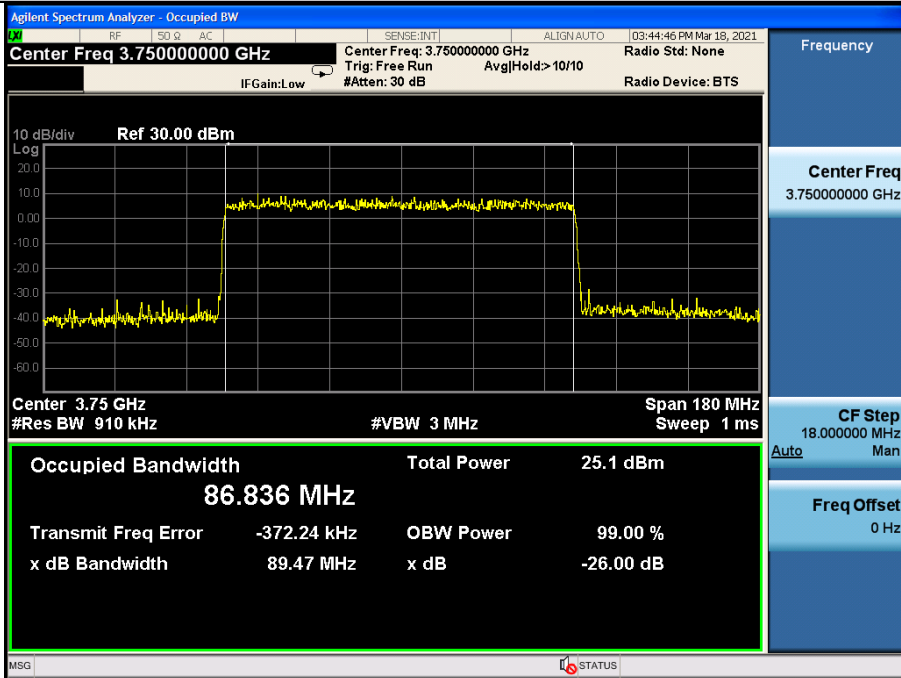 Agilent Spectrum Analyzer - Occupied BW
LXI RF 50 Ω AC SENSE:INT ALIGN AUTO 03:44:46 PM Mar 18, 2021
Center Freq 3.750000000 GHz
Center Freq: 3.750000000 GHz
Radio Std: None
Trig: Free Run Avg|Hold:>10/10
IFGain:Low #Atten: 30 dB
Radio Device: BTS
10 dB/div Ref 30.00 dBm
Log
20.0
10.0
0.00
-10.0
-20.0
-30.0
-40.0
-50.0
-60.0
Center 3.75 GHz Span 180 MHz
#Res BW 910 kHz #VBW 3 MHz Sweep 1 ms
Occupied Bandwidth Total Power 25.1 dBm
86.836 MHz
Transmit Freq Error -372.24 kHz OBW Power 99.00 %
x dB Bandwidth 89.47 MHz x dB -26.00 dB
MSG STATUS
Frequency
Center Freq
3.750000000 GHz
CF Step
18.000000 MHz
Auto Man
Freq Offset
0 Hz